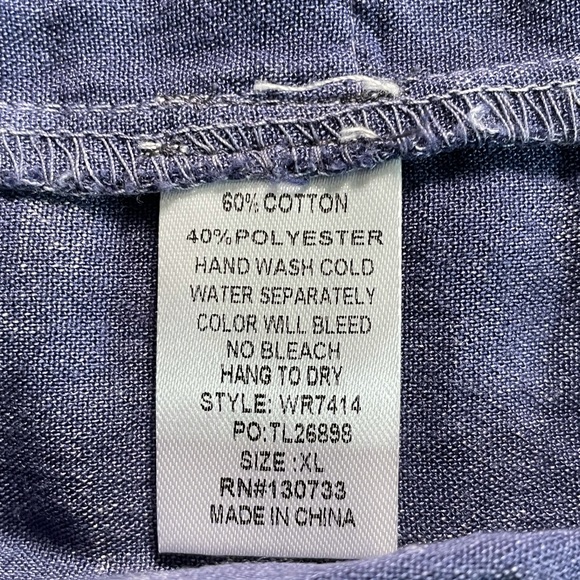 60% COTTON
40%POLYESTER
HAND WASH COLD
WATER SEPARATELY
COLOR WILL BLEED
NO BLEACH
HANG TO DRY
STYLE: WR7414
PO:TL26898
SIZE :XL
RN#130733
MADE IN CHINA